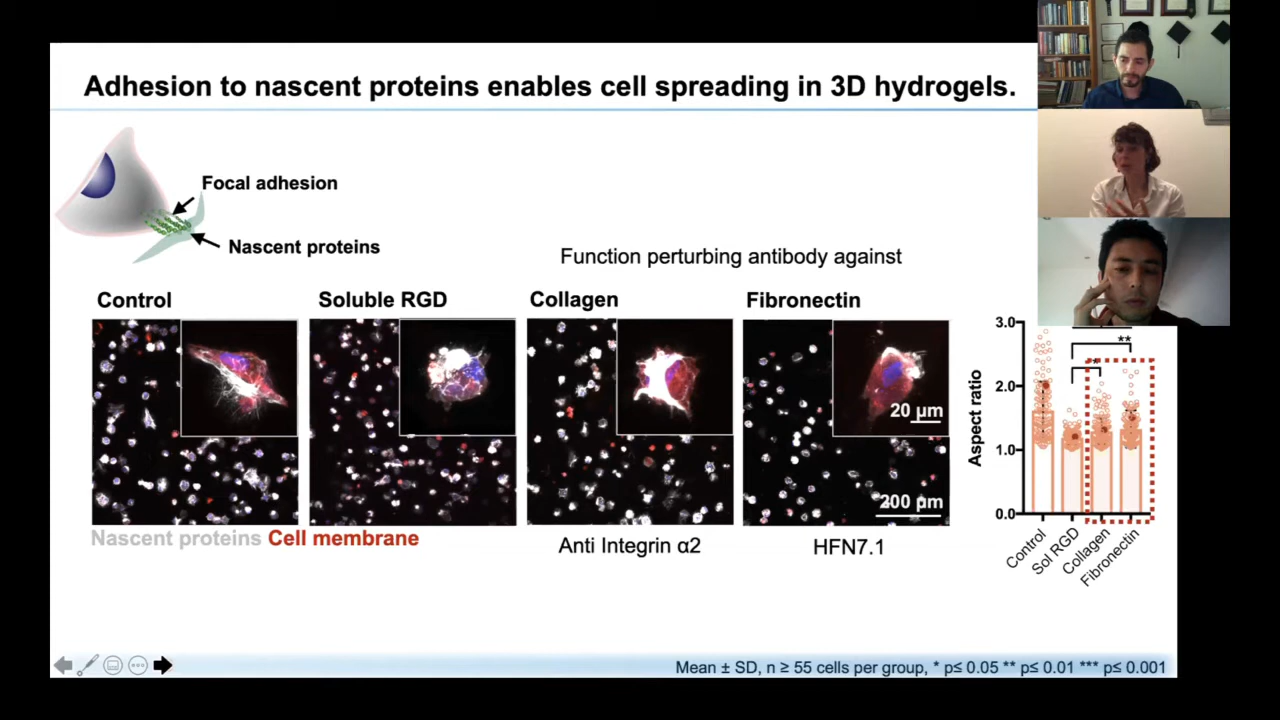 Adhesion to nascent proteins enables cell spreading in 3D hydrogels.
Focal adhesion
Nascent proteins
Function perturbing antibody against
Control
Soluble RGD
Collagen
Fibronectin
20 µm
200 µm
Nascent proteins Cell membrane
Anti Integrin α2
HFN7.1
Aspect ratio
3.0
2.0
1.0
0.0
**
*
Control
Sol RGD
Collagen
Fibronectin
Mean ± SD, n ≥ 55 cells per group, * p≤ 0.05 ** p≤ 0.01 *** p≤ 0.001